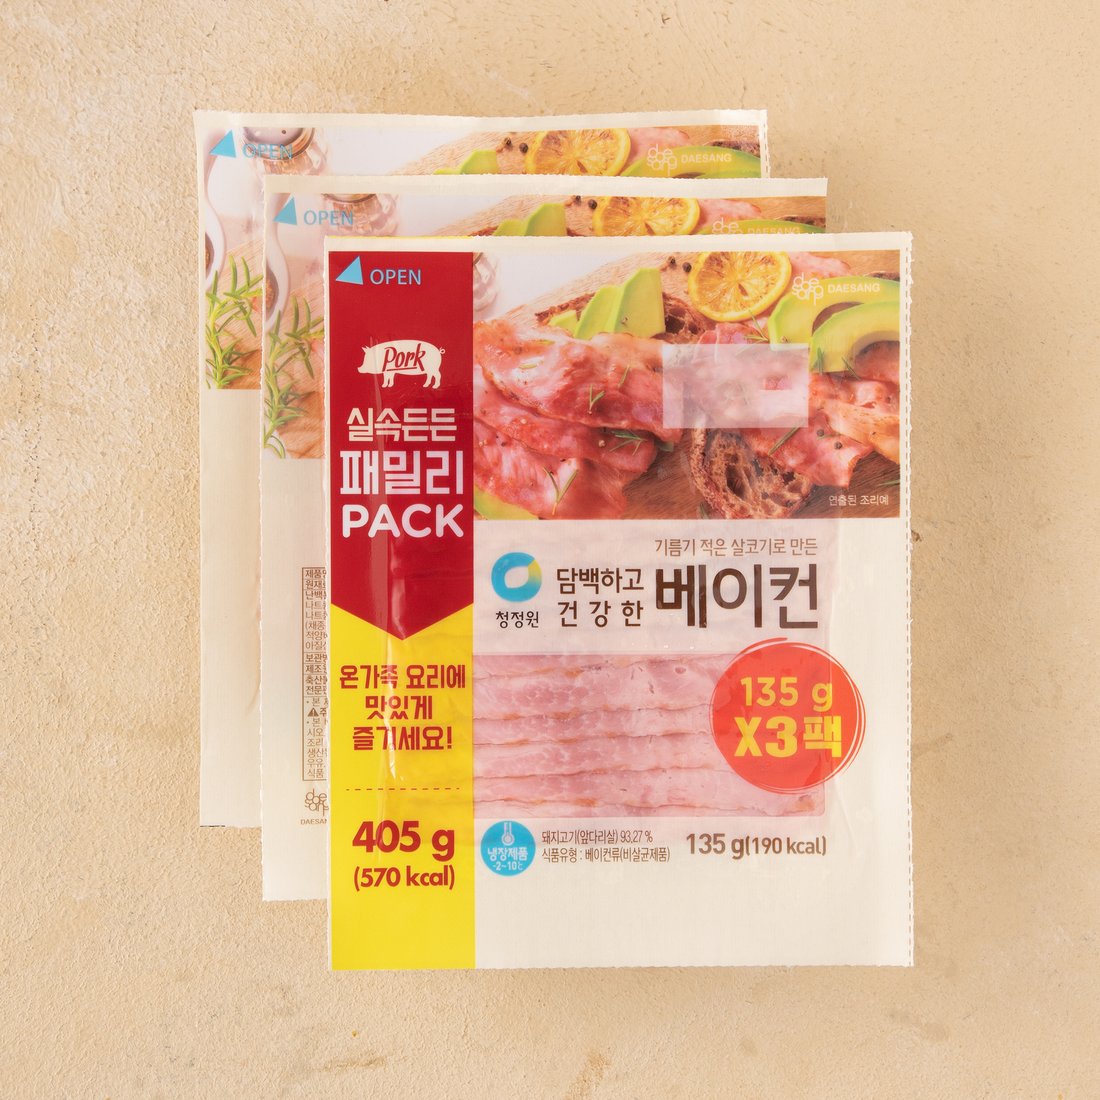 OPEN
DAESANG
OPEN
DAESANG
OPEN
DAESANG
Pork
실속든든
패밀리
PACK
연출된 조리예
기름기 적은 살코기로 만든
청정원
담백하고
건강한
베이컨
온가족 요리에
맛있게
즐기세요!
135 g
X3팩
405 g
(570 kcal)
냉장제품
-2~10℃
돼지고기(앞다리살) 93.27 %
식품유형 : 베이컨류(비살균제품)
135 g(190 kcal)
DAESANG